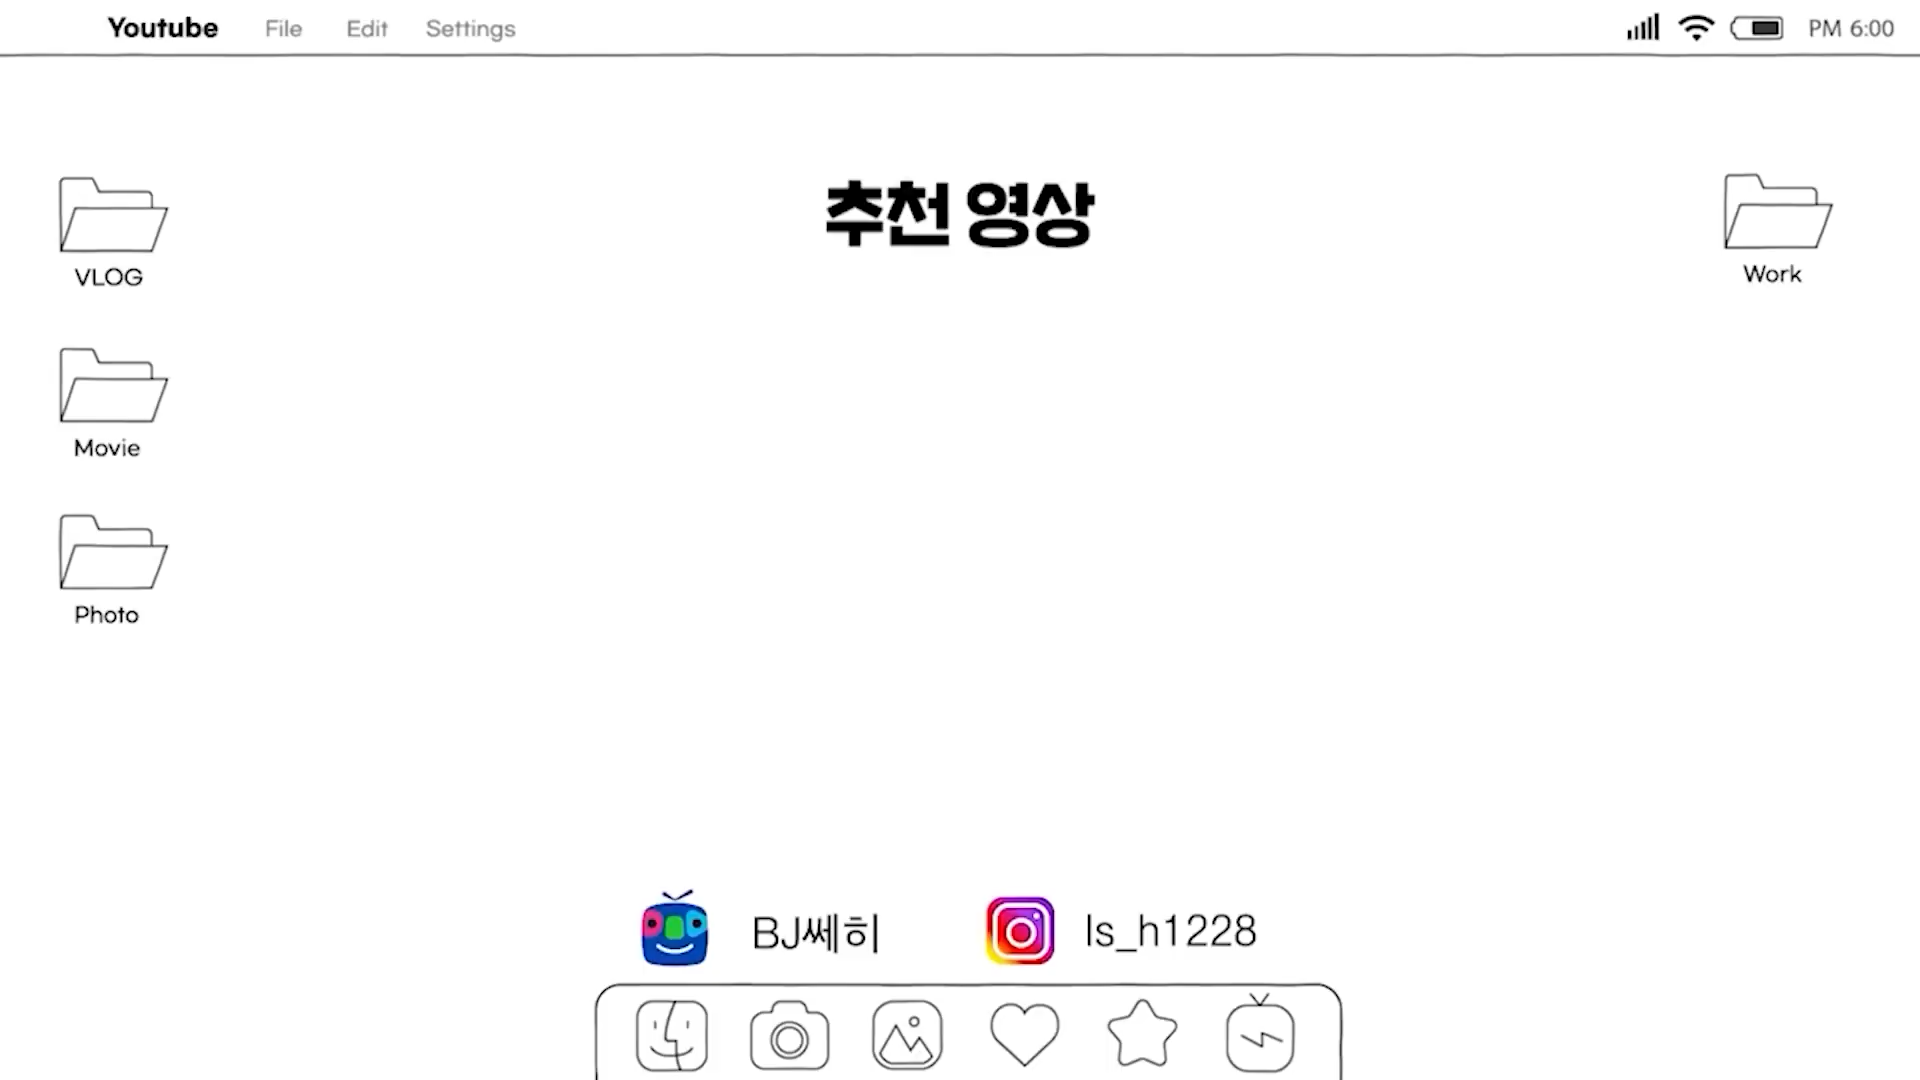 Youtube File Edit Settings PM 6:00
추천 영상
VLOG
Work
Movie
Photo
BJ쎄히 ls_h1228